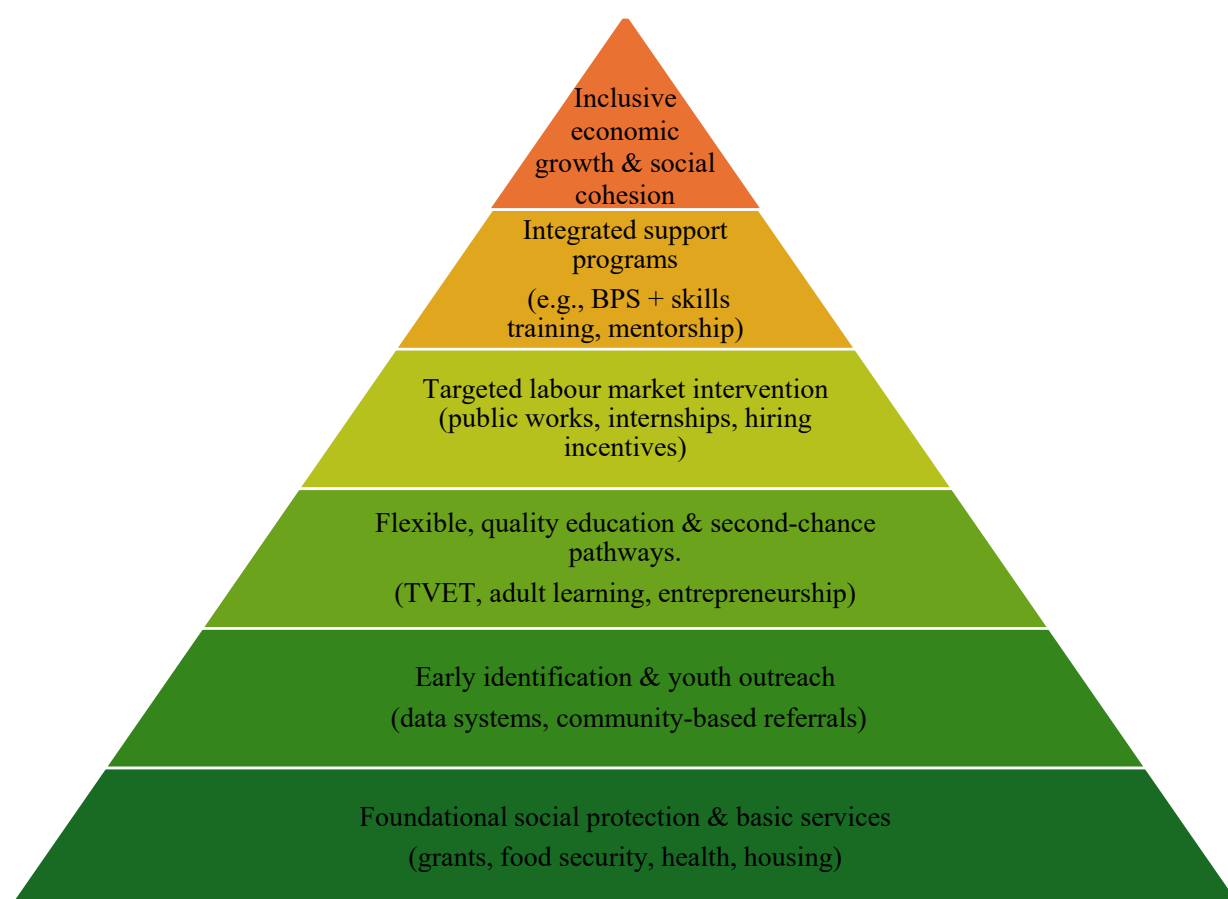 Inclusive
economic
growth & social
cohesion
Integrated support
programs
(e.g., BPS + skills
training, mentorship)
Targeted labour market intervention
(public works, internships, hiring
incentives)
Flexible, quality education & second-chance
pathways.
(TVET, adult learning, entrepreneurship)
Early identification & youth outreach
(data systems, community-based referrals)
Foundational social protection & basic services
(grants, food security, health, housing)